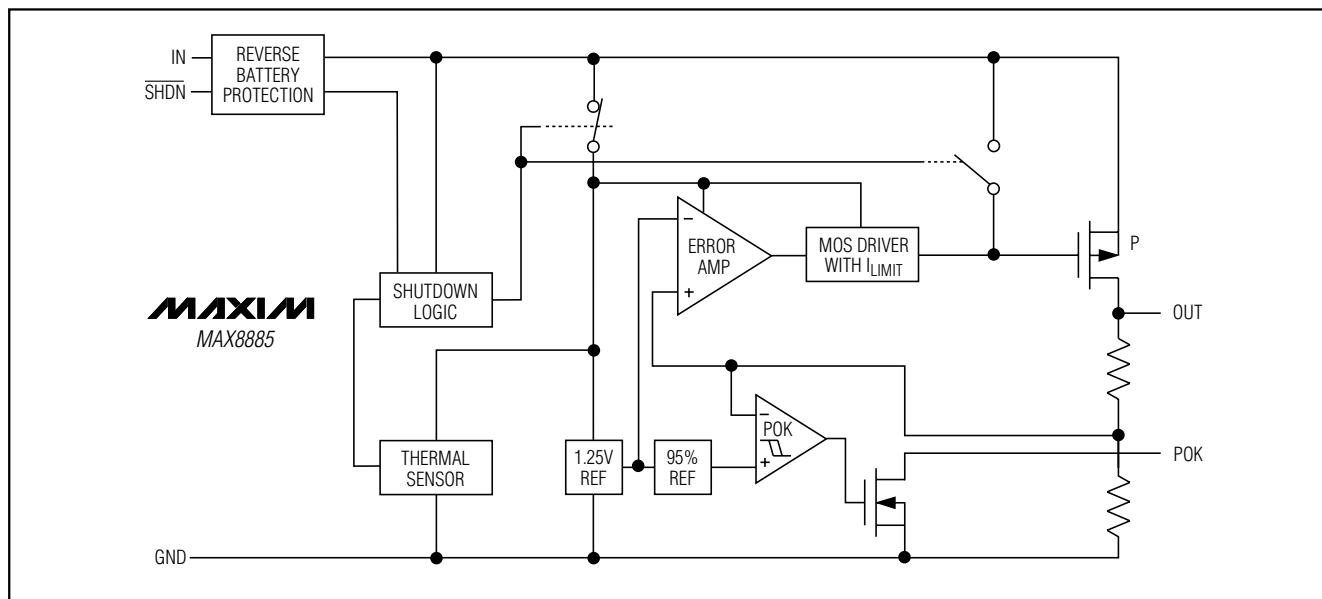 IN
SHDN
REVERSE
BATTERY
PROTECTION
P
ERROR
AMP
MOS DRIVER
WITH ILIMIT
SHUTDOWN
LOGIC
MAXIM
MAX8885
OUT
THERMAL
SENSOR
1.25V
REF
95%
REF
POK
POK
GND